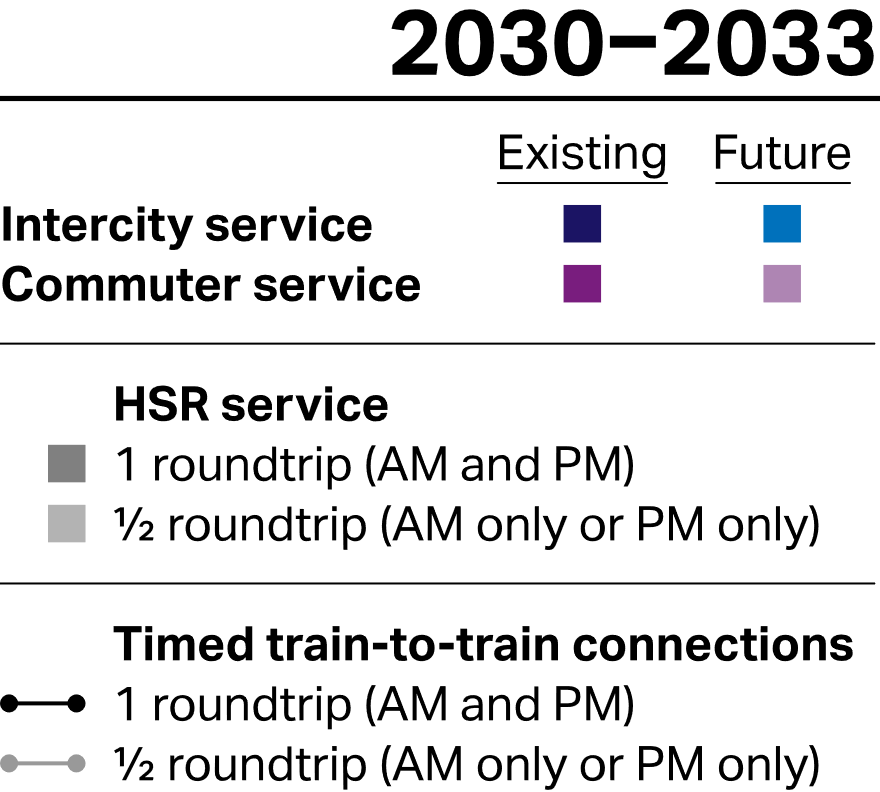 2030–2033
Existing Future
Intercity service
Commuter service
HSR service
1 roundtrip (AM and PM)
½ roundtrip (AM only or PM only)
Timed train-to-train connections
1 roundtrip (AM and PM)
½ roundtrip (AM only or PM only)